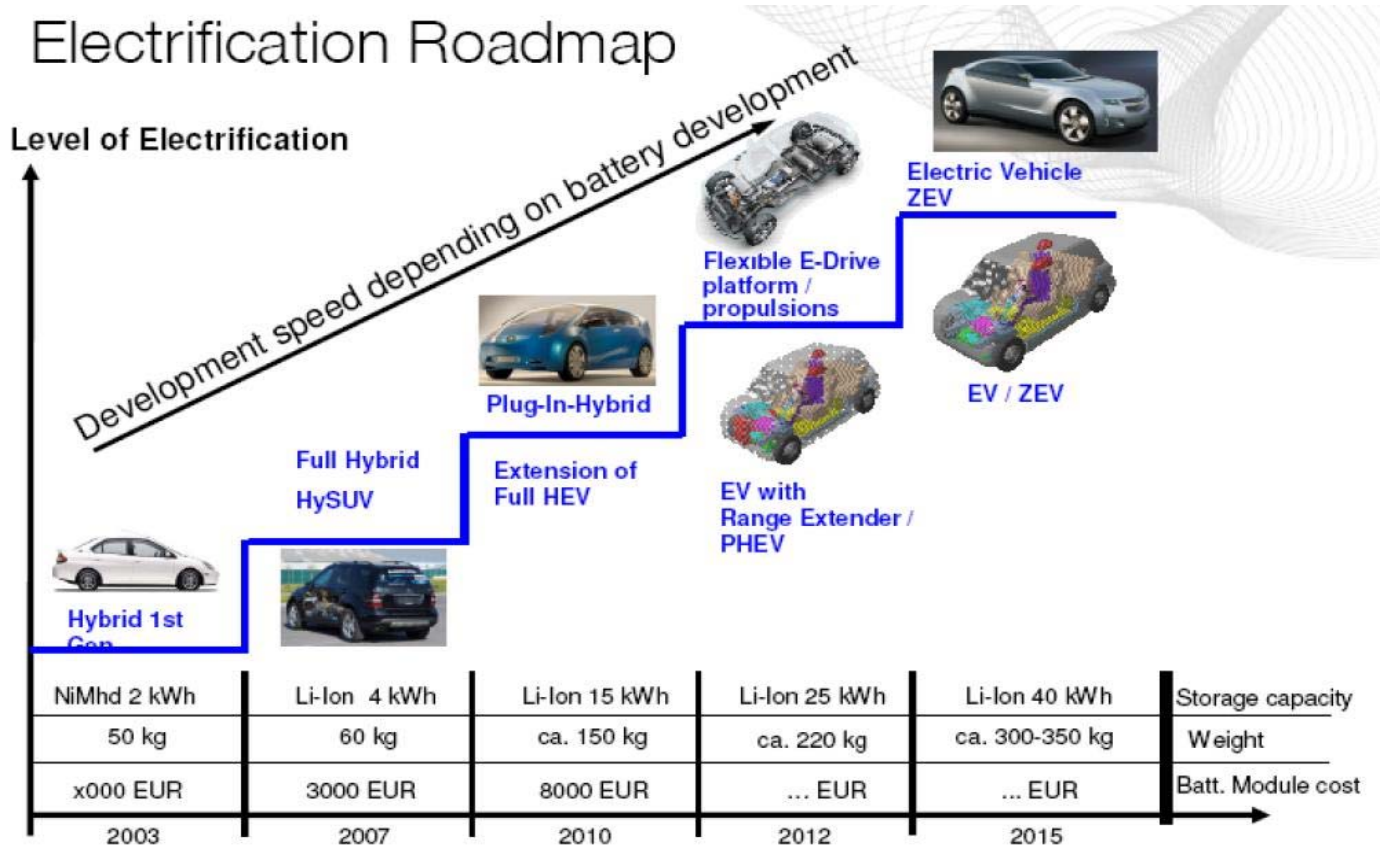 Electrification Roadmap
Level of Electrification
Development speed depending on battery development
Electric Vehicle
ZEV
Flexible E-Drive
platform /
propulsions
Plug-In-Hybrid
EV / ZEV
Full Hybrid
HySUV
Extension of
Full HEV
EV with
Range Extender /
PHEV
Hybrid 1st
Gen
NiMhd 2 kWh
Li-Ion 4 kWh
Li-Ion 15 kWh
Li-Ion 25 kWh
Li-Ion 40 kWh
Storage capacity
50 kg
60 kg
ca. 150 kg
ca. 220 kg
ca. 300-350 kg
Weight
x000 EUR
3000 EUR
8000 EUR
... EUR
... EUR
Batt. Module cost
2003
2007
2010
2012
2015